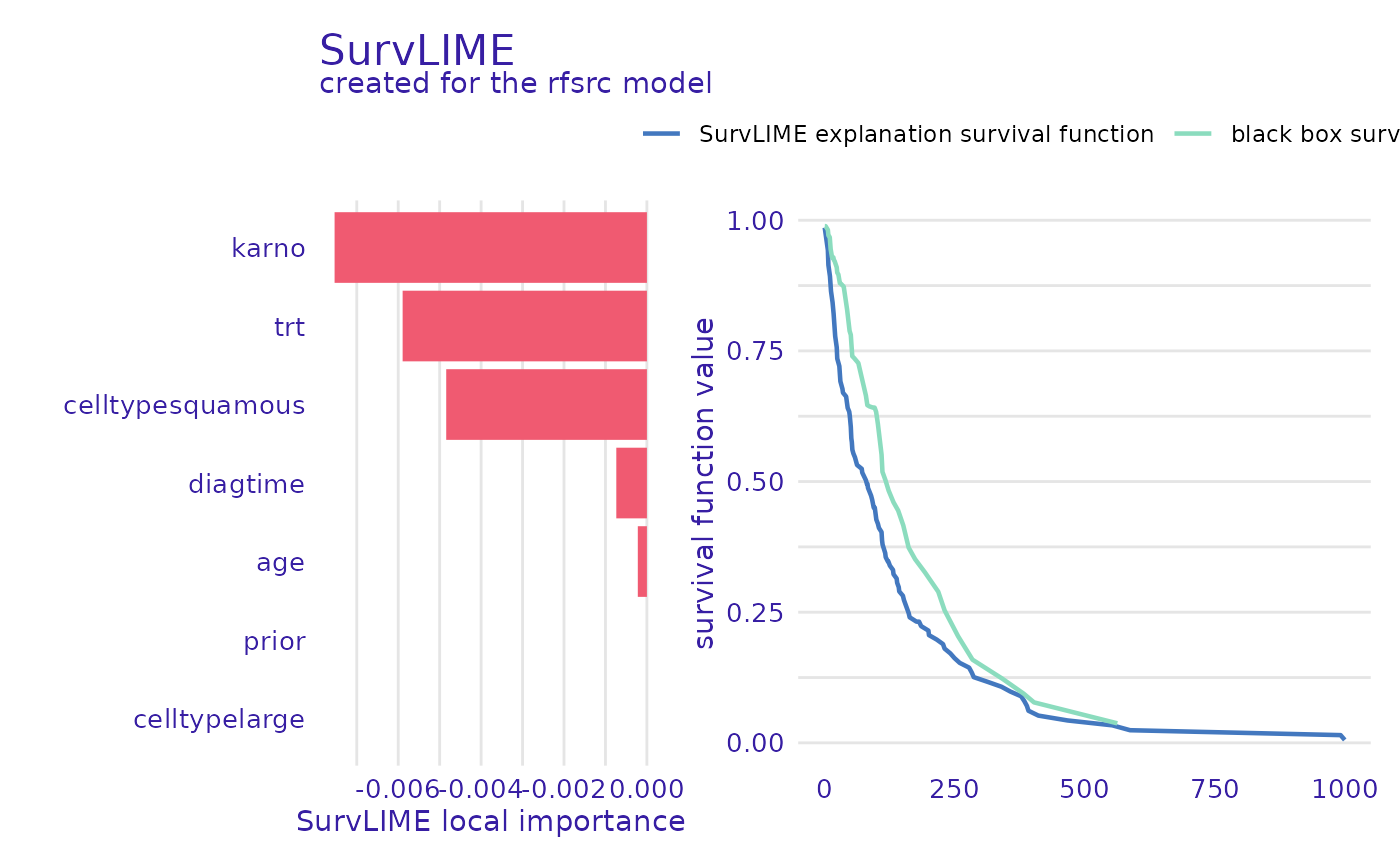 SurvLIME
created for the rfsrc model
SurvLIME explanation survival function
black box surv
karno
trt
celltypesquamous
diagtime
age
prior
celltypelarge
-0.006
-0.004
-0.002
0.000
SurvLIME local importance
survival function value
1.00
0.75
0.50
0.25
0.00
0
250
500
750
1000